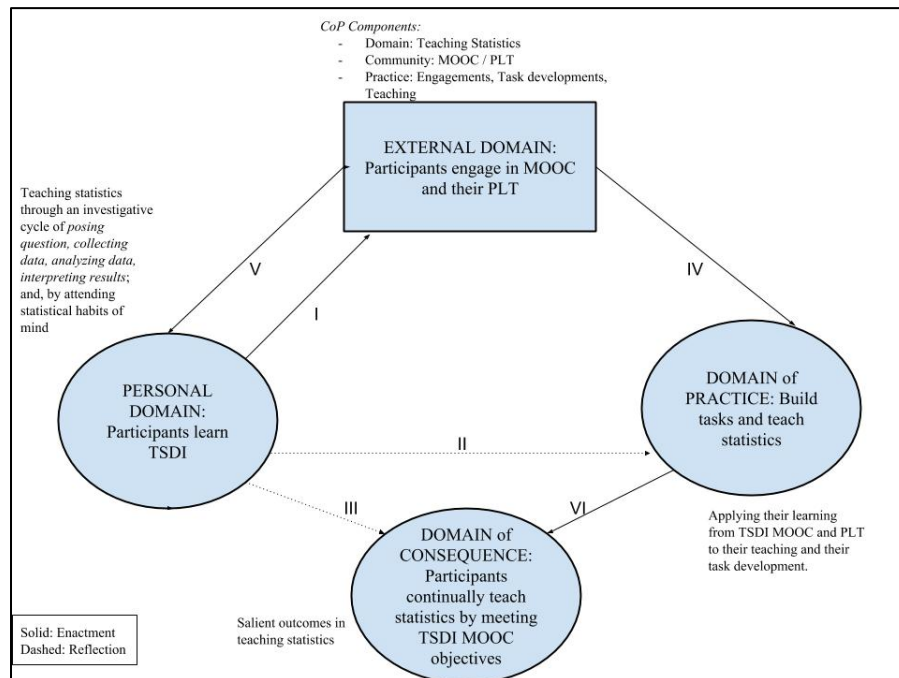 CoP Components:
- Domain: Teaching Statistics
- Community: MOOC / PLT
- Practice: Engagements, Task developments,
Teaching
EXTERNAL DOMAIN:
Participants engage in MOOC
and their PLT
Teaching statistics
through an investigative
cycle of posing
question, collecting
data, analyzing data,
interpreting results;
and, by attending
statistical habits of
mind
V
I
IV
PERSONAL
DOMAIN:
Participants learn
TSDI
DOMAIN of
PRACTICE: Build
tasks and teach
statistics
II
III
VI
DOMAIN of
CONSEQUENCE:
Participants
continually teach
statistics by meeting
TSDI MOOC
objectives
Applying their learning
from TSDI MOOC and PLT
to their teaching and their
task development.
Salient outcomes in
teaching statistics
Solid: Enactment
Dashed: Reflection